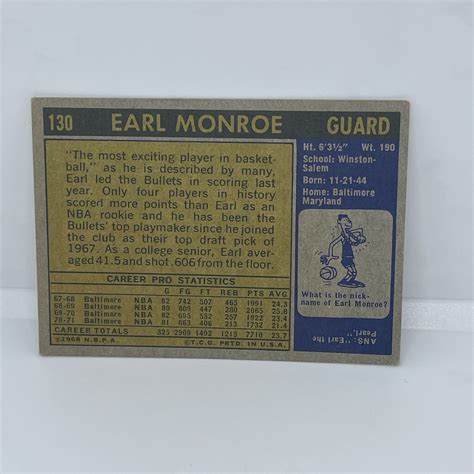 130 EARL MONROE GUARD
"The most exciting player in basket-
ball," as he is described by many,
Earl led the Bullets in scoring last
year. Only four players in history
scored more points than Earl as an
NBA rookie and he has been the
Bullets' top playmaker since he joined
the club as their top draft pick of
1967. As a college senior, Earl aver-
aged 41.5 and shot .606 from the floor.
Ht. 6'3½" Wt. 190
School: Winston-
Salem
Born: 11-21-44
Home: Baltimore
Maryland
What is the nick-
name of Earl Monroe?
ANS: "Earl the
Pearl."
CAREER PRO STATISTICS
G FG FT REB PTS AVG
67-68 Baltimore NBA 82 742 507 465 1991 24.3
68-69 Baltimore NBA 80 809 447 280 2065 25.8
69-70 Baltimore NBA 82 695 532 257 1922 23.4
70-71 Baltimore NBA 81 663 406 213 1732 21.4
CAREER TOTALS 325 2909 1892 1215 7710 23.7
©1968 N.B.P.A. ©T.C.G. PRTD. IN U.S.A.